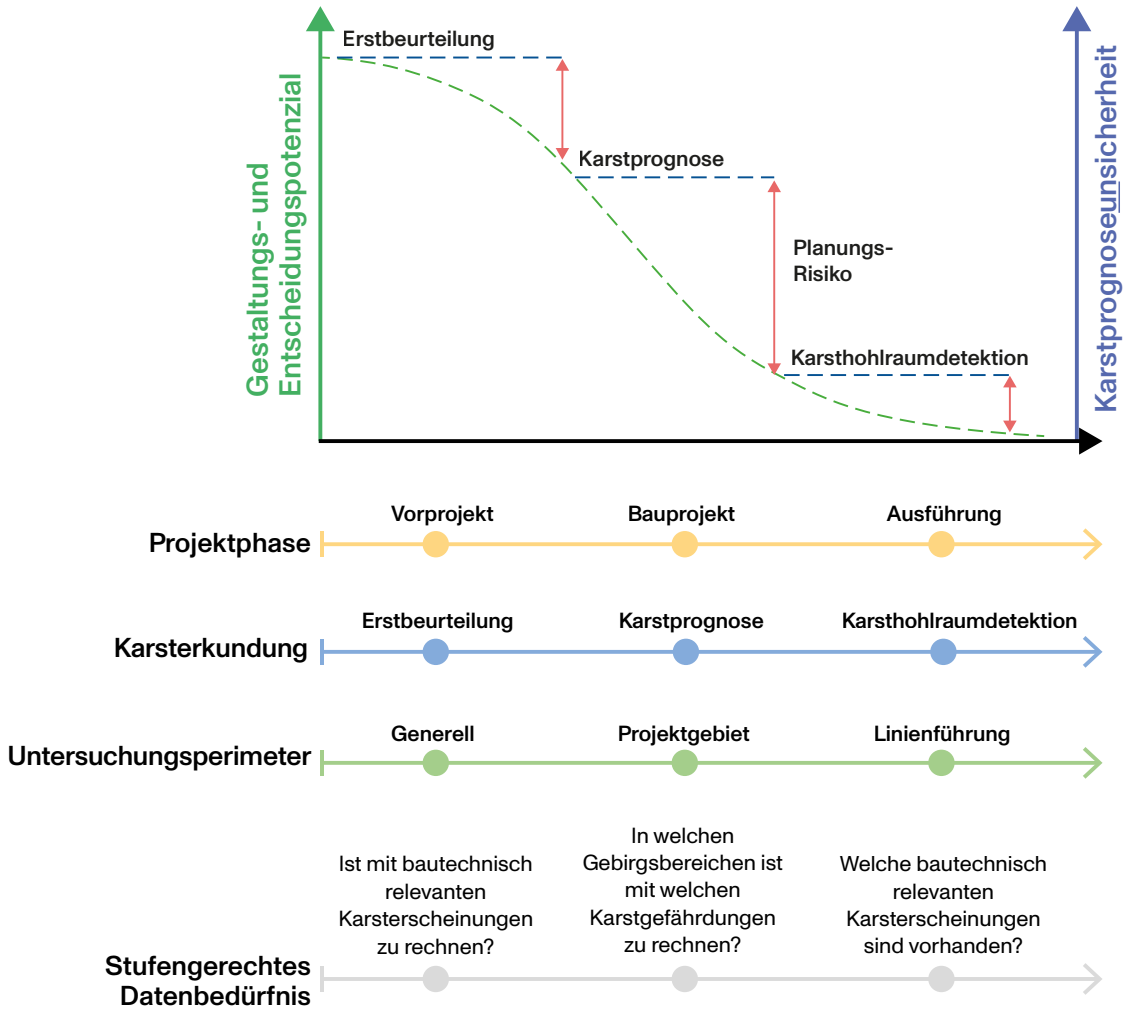 Gestaltungs- und
Entscheidungspotenzial
Erstbeurteilung
Karstprognose
Planungs-
Risiko
Karsthohlraumdetektion
Karstprognoseunsicherheit
Projektphase
Vorprojekt
Bauprojekt
Ausführung
Karsterkundung
Erstbeurteilung
Karstprognose
Karsthohlraumdetektion
Untersuchungsperimeter
Generell
Projektgebiet
Linienführung
Stufengerechtes
Datenbedürfnis
Ist mit bautechnisch
relevanten
Karsterscheinungen
zu rechnen?
In welchen
Gebirgsbereichen ist
mit welchen
Karstgefährdungen
zu rechnen?
Welche bautechnisch
relevanten
Karsterscheinungen
sind vorhanden?